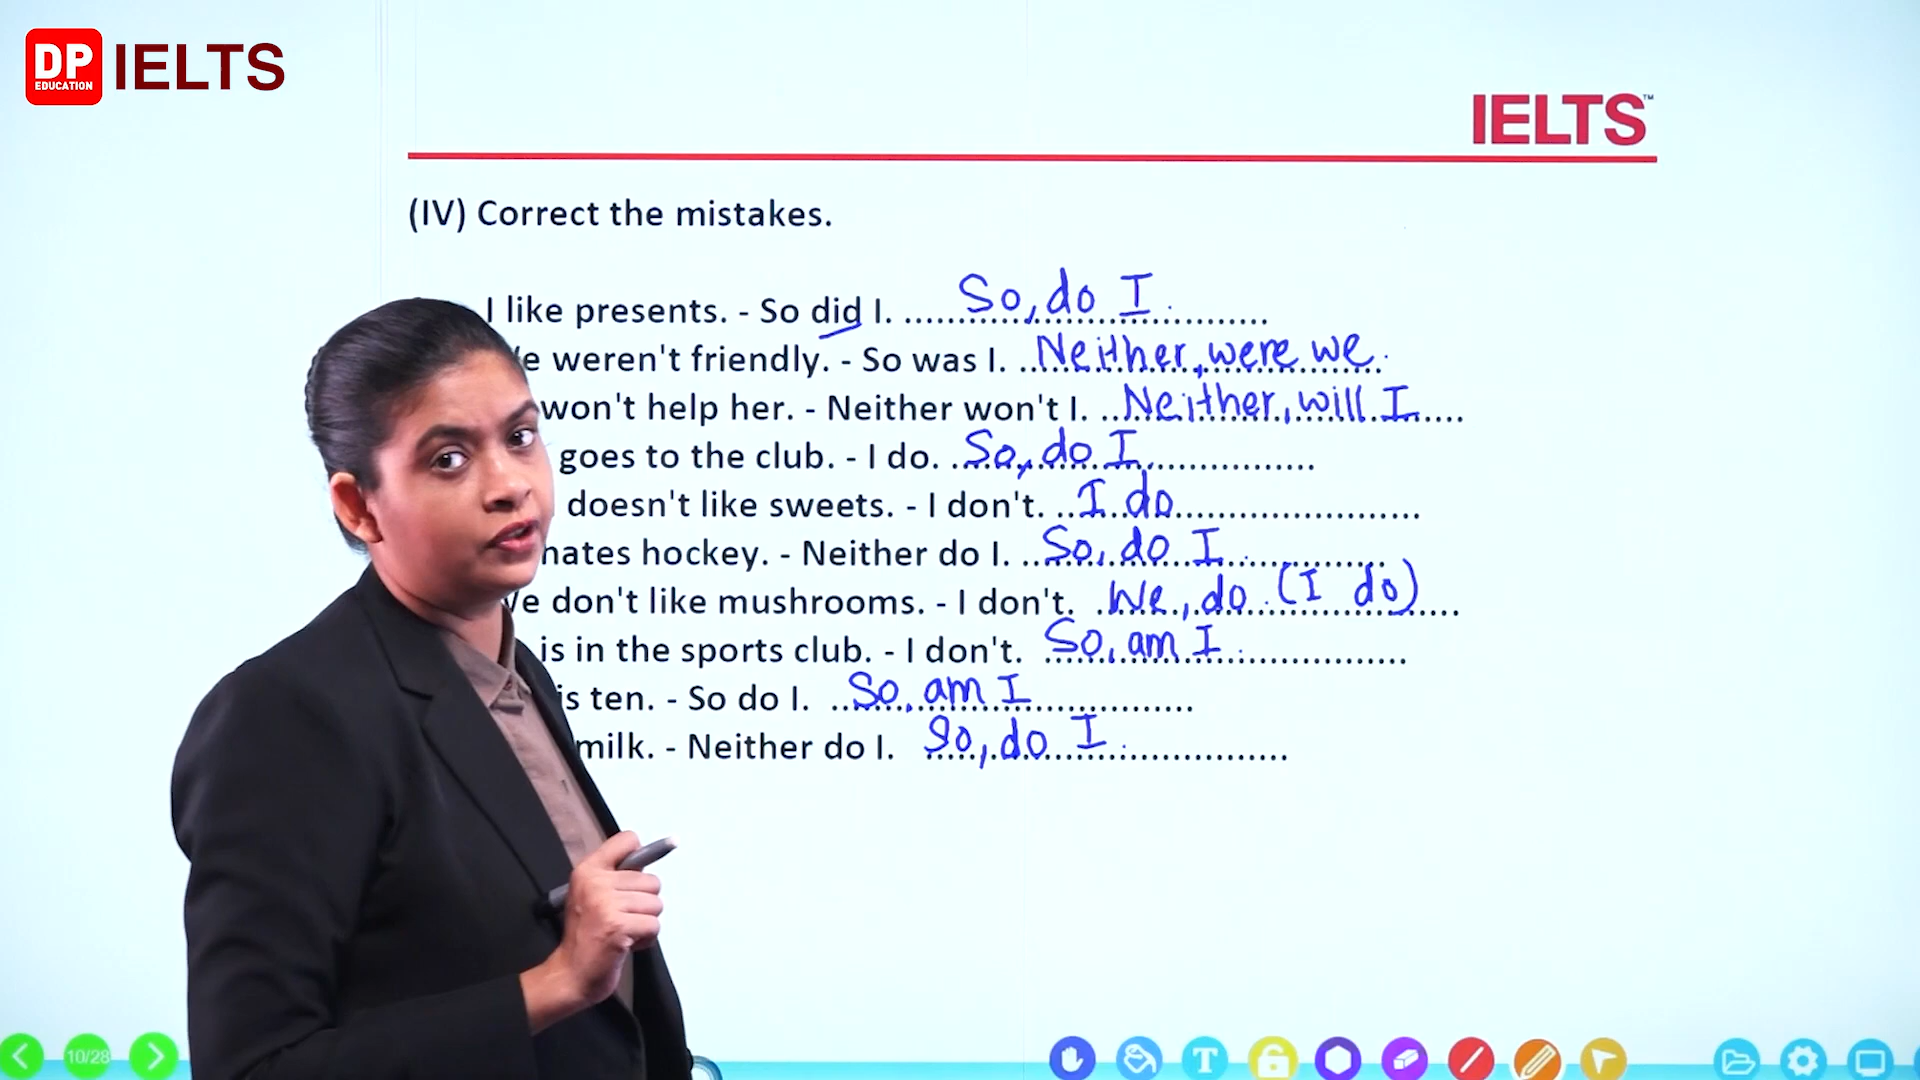 DP
EDUCATION
IELTS
IELTS™
(IV) Correct the mistakes.
I like presents. - So did I. .......... So, do I.
weren't friendly. - So was I. .......... Neither, were we.
won't help her. - Neither won't I. .......... Neither, will I
goes to the club. - I do. .......... So, do I
doesn't like sweets. - I don't. .......... I do
hates hockey. - Neither do I. .......... So, do I.
We don't like mushrooms. - I don't. .......... We, do (I do)
is in the sports club. - I don't. .......... So, am I.
is ten. - So do I. .......... So, am I
milk. - Neither do I. .......... So, do I.
10/28
T